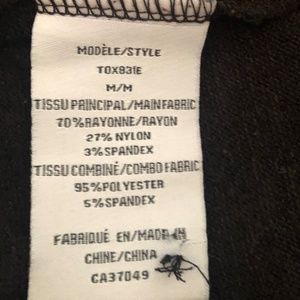 MODÈLE/STYLE
TOX831E
M/M
TISSU PRINCIPAL/MAIN FABRIC
70%RAYONNE/RAYON
27% NYLON
3%SPANDEX
TISSU COMBINÉ/COMBO FABRIC
95%POLYESTER
5%SPANDEX
FABRIQUÉ EN/MADE IN
CHINE/CHINA
CA37049